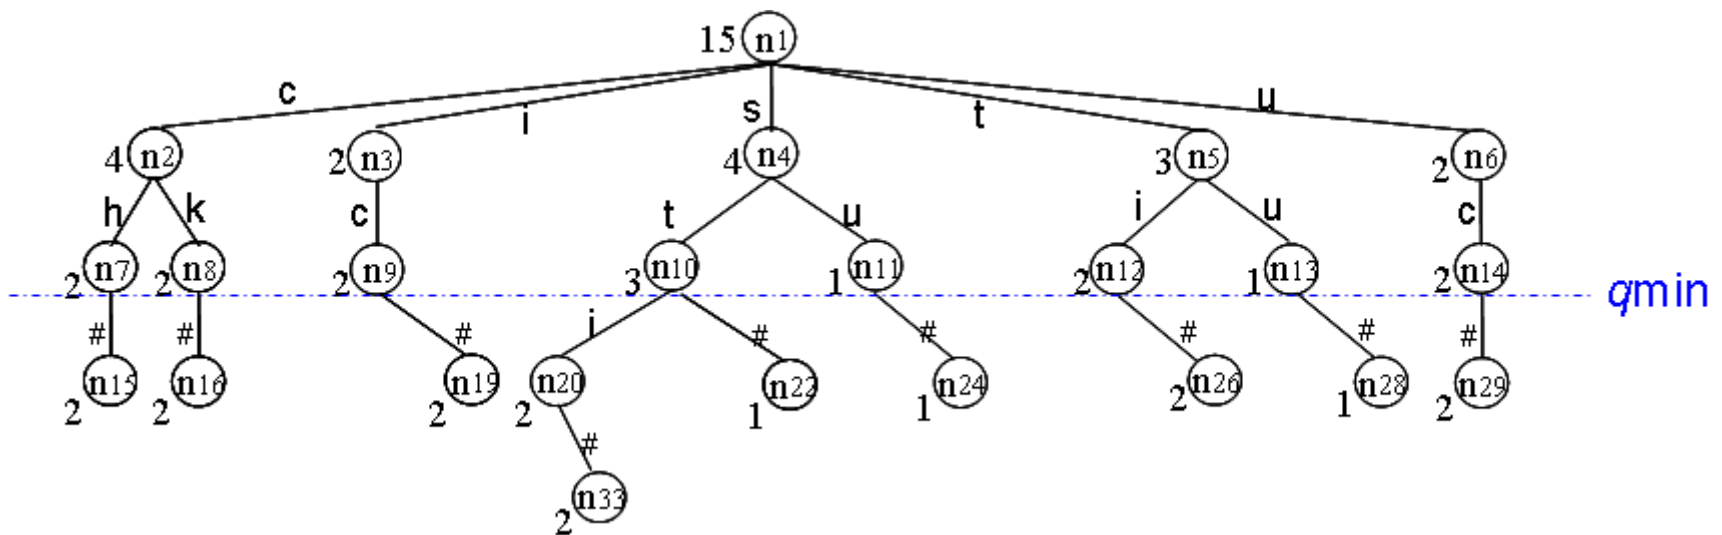 15 n1
c i s t u
4 n2 2 n3 4 n4 3 n5 2 n6
h k c t u i u c
2 n7 2 n8 2 n9 3 n10 1 n11 2 n12 1 n13 2 n14
qmin
# # # i # # # # #
2 n15 2 n16 2 n19 2 n20 1 n22 1 n24 2 n26 1 n28 2 n29
#
2 n33